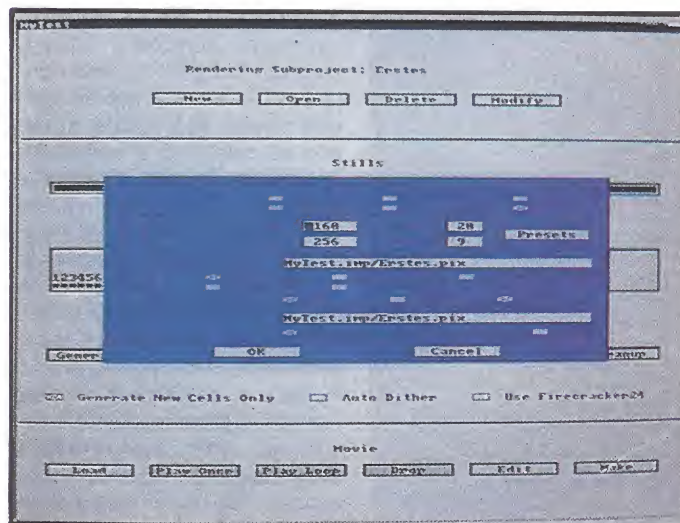 MyTest
Rendering Subproject: Erstes
New Open Delete Modify
Stills
160 20 Presets
256 9
MyTest.imp/Erstes.pix
123456
MyTest.imp/Erstes.pix
OK Cancel
Gener
Generate New Cells Only Auto Dither Use Firecracker24
Movie
Load Play Once Play Loop Drop Edit Make